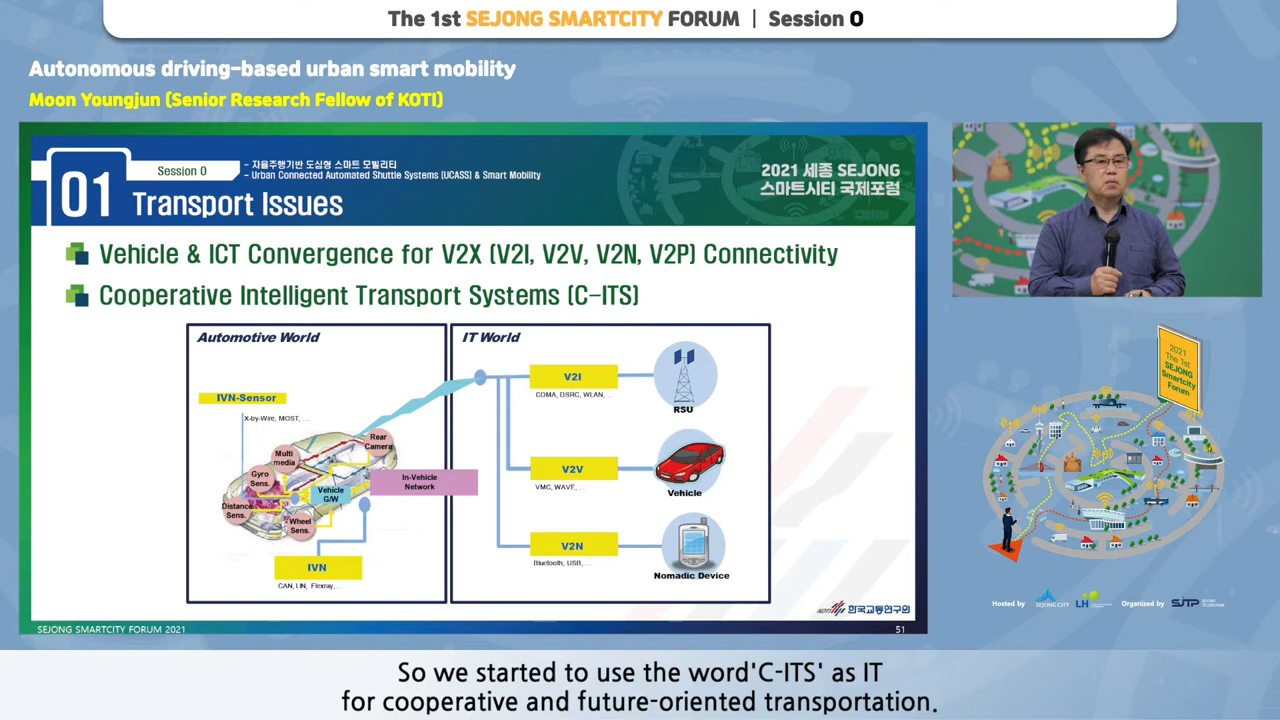 The 1st SEJONG SMARTCITY FORUM | Session 0
Autonomous driving-based urban smart mobility
Moon Youngjun (Senior Research Fellow of KOTI)
01
Session 0
- 자율주행기반 도심형 스마트 모빌리티
- Urban Connected Automated Shuttle Systems (UCASS) & Smart Mobility
Transport Issues
2021 세종 SEJONG
스마트시티 국제포럼
Vehicle & ICT Convergence for V2X (V2I, V2V, V2N, V2P) Connectivity
Cooperative Intelligent Transport Systems (C-ITS)
Automotive World
IVN-Sensor
X-by-Wire, MOST, ...
Multi
media
Rear
Camera
Gyro
Sens.
Vehicle
G/W
Distance
Sens.
Wheel
Sens.
In-Vehicle
Network
IVN
CAN, LIN, Flexray,...
IT World
V2I
CDMA, DSRC, WLAN, ..
RSU
V2V
VMC, WAVE, ...
Vehicle
V2N
Bluetooth, USB, ...
Nomadic Device
KOTI 한국교통연구원
SEJONG SMARTCITY FORUM 2021
51
2021
The 1st
SEJONG
Smartcity
Forum
Hosted by
SEJONG CITY
LH
Organized by
SJTP
So we started to use the word'C-ITS' as IT
for cooperative and future-oriented transportation.